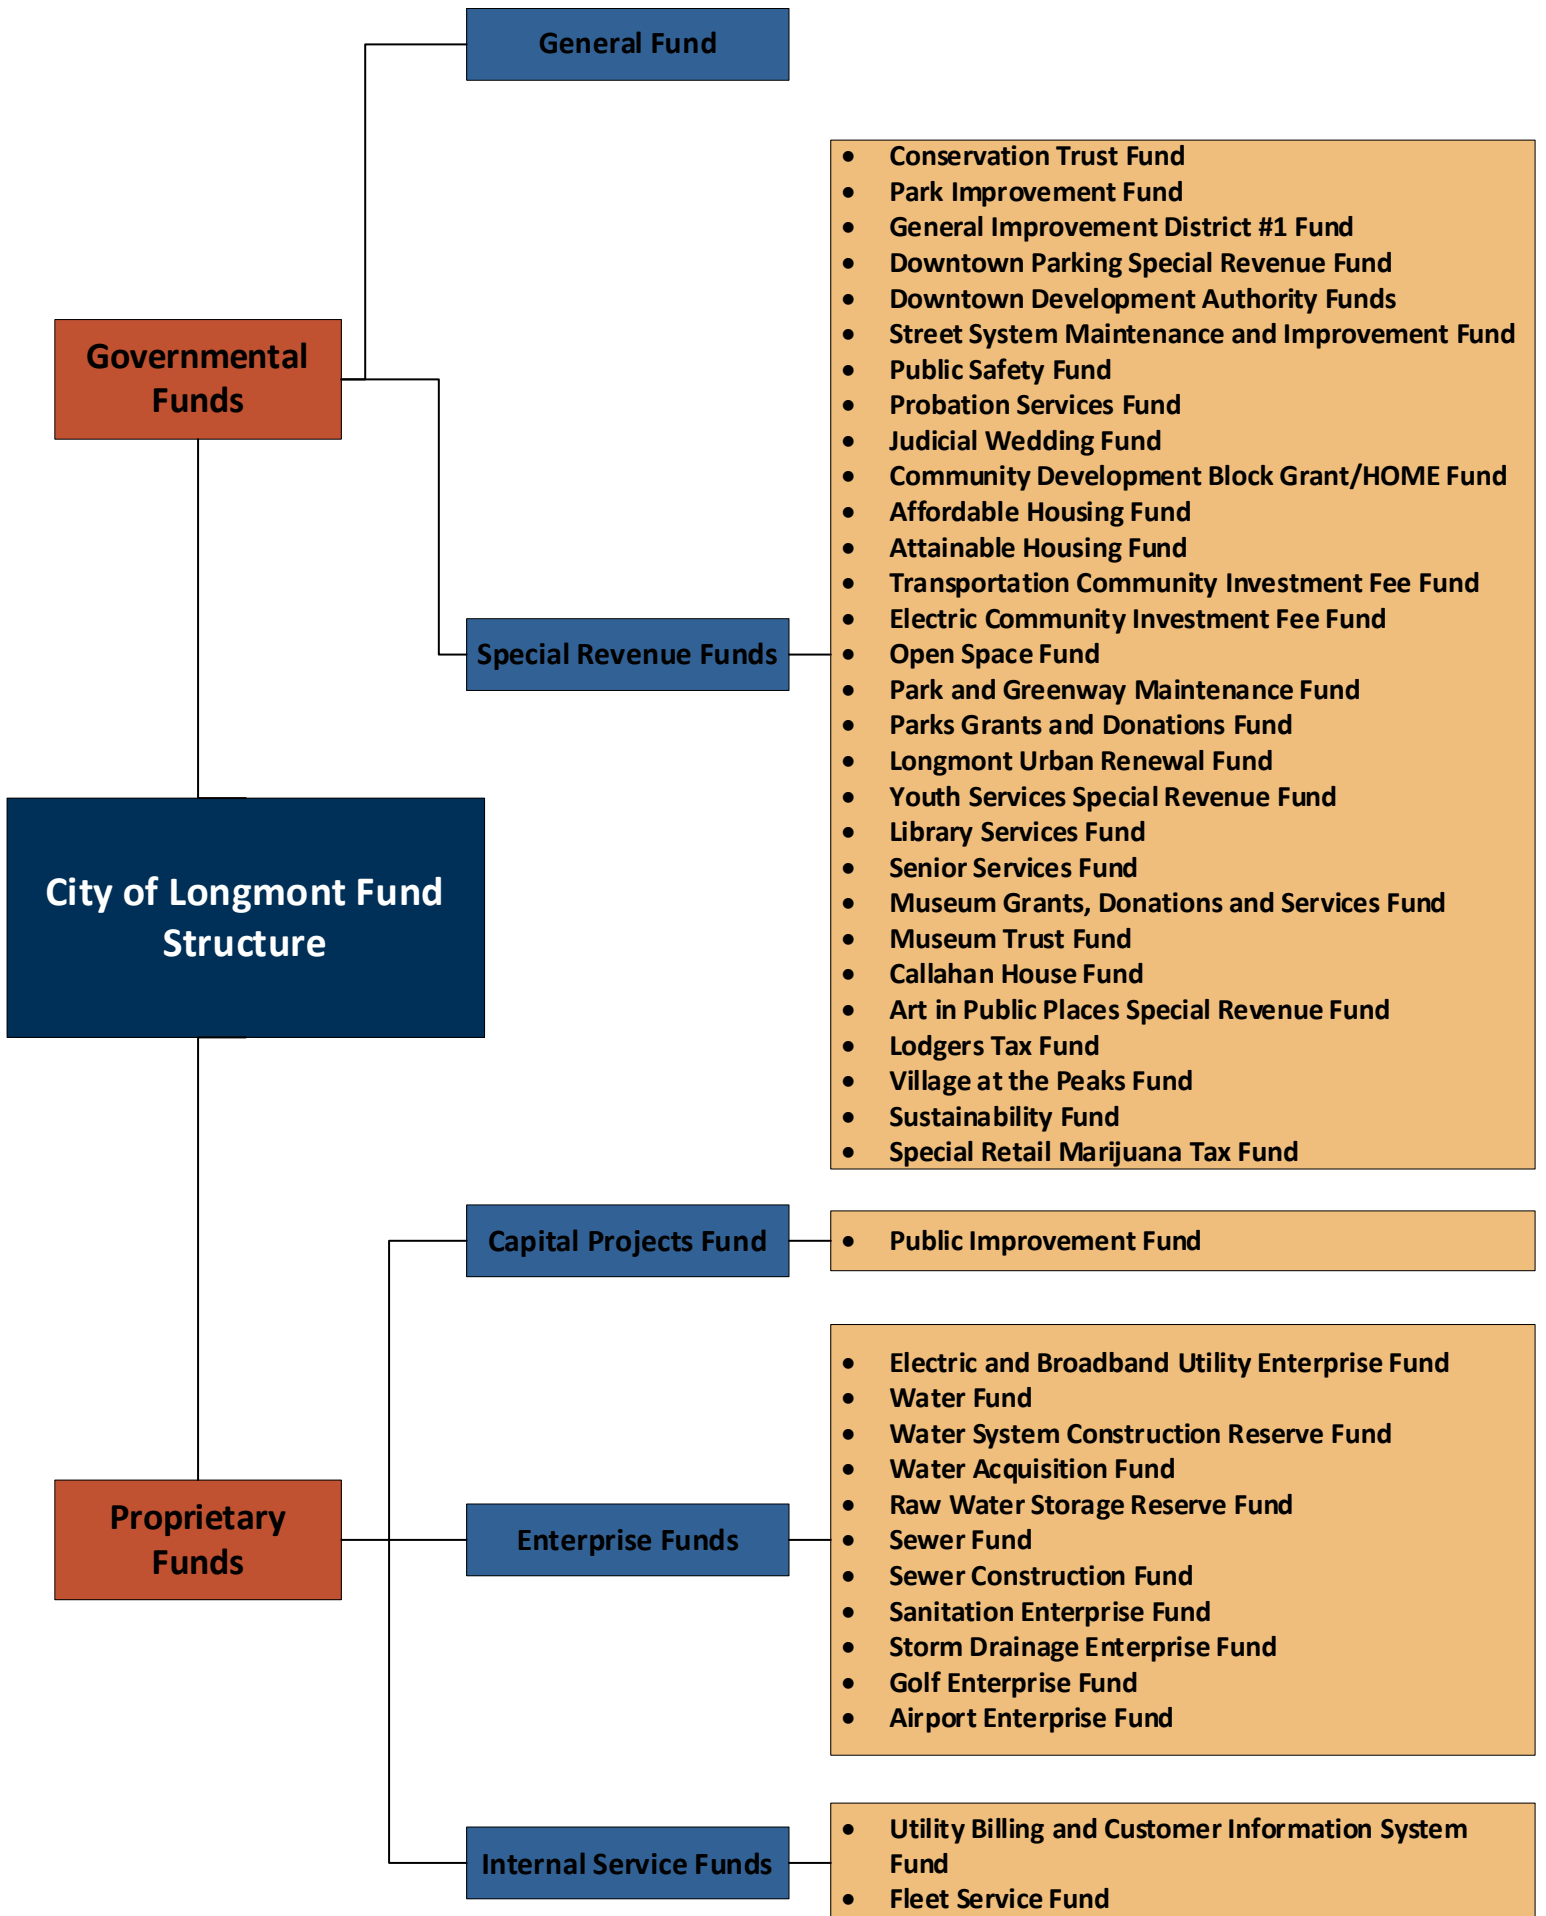 General Fund
• Conservation Trust Fund
• Park Improvement Fund
• General Improvement District #1 Fund
• Downtown Parking Special Revenue Fund
• Downtown Development Authority Funds
• Street System Maintenance and Improvement Fund
• Public Safety Fund
• Probation Services Fund
• Judicial Wedding Fund
• Community Development Block Grant/HOME Fund
• Affordable Housing Fund
• Attainable Housing Fund
• Transportation Community Investment Fee Fund
• Electric Community Investment Fee Fund
• Open Space Fund
• Park and Greenway Maintenance Fund
• Parks Grants and Donations Fund
• Longmont Urban Renewal Fund
• Youth Services Special Revenue Fund
• Library Services Fund
• Senior Services Fund
• Museum Grants, Donations and Services Fund
• Museum Trust Fund
• Callahan House Fund
• Art in Public Places Special Revenue Fund
• Lodgers Tax Fund
• Village at the Peaks Fund
• Sustainability Fund
• Special Retail Marijuana Tax Fund
Governmental
Funds
Special Revenue Funds
City of Longmont Fund
Structure
Capital Projects Fund
• Public Improvement Fund
• Electric and Broadband Utility Enterprise Fund
• Water Fund
• Water System Construction Reserve Fund
• Water Acquisition Fund
• Raw Water Storage Reserve Fund
• Sewer Fund
• Sewer Construction Fund
• Sanitation Enterprise Fund
• Storm Drainage Enterprise Fund
• Golf Enterprise Fund
• Airport Enterprise Fund
Proprietary
Funds
Enterprise Funds
Internal Service Funds
• Utility Billing and Customer Information System
Fund
• Fleet Service Fund